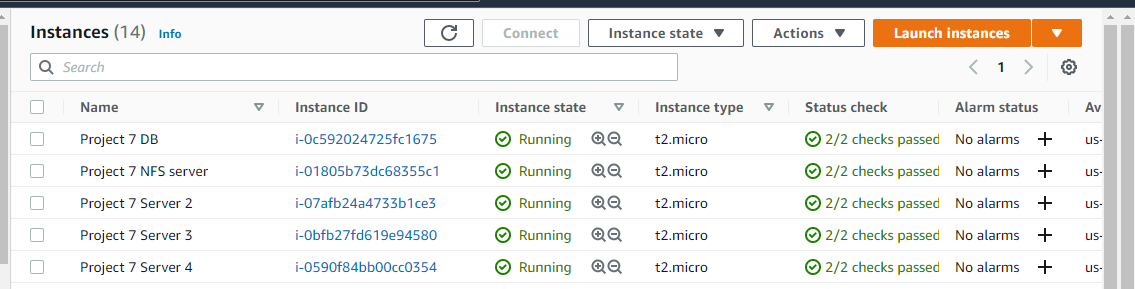 Instances (14) Info Connect Instance state Actions Launch instances
Search 1
Name Instance ID Instance state Instance type Status check Alarm status Av
Project 7 DB i-0c592024725fc1675 Running t2.micro 2/2 checks passed No alarms us-
Project 7 NFS server i-01805b73dc68355c1 Running t2.micro 2/2 checks passed No alarms us-
Project 7 Server 2 i-07afb24a4733b1ce3 Running t2.micro 2/2 checks passed No alarms us-
Project 7 Server 3 i-0bfb27fd619e94580 Running t2.micro 2/2 checks passed No alarms us-
Project 7 Server 4 i-0590f84bb00cc0354 Running t2.micro 2/2 checks passed No alarms us-